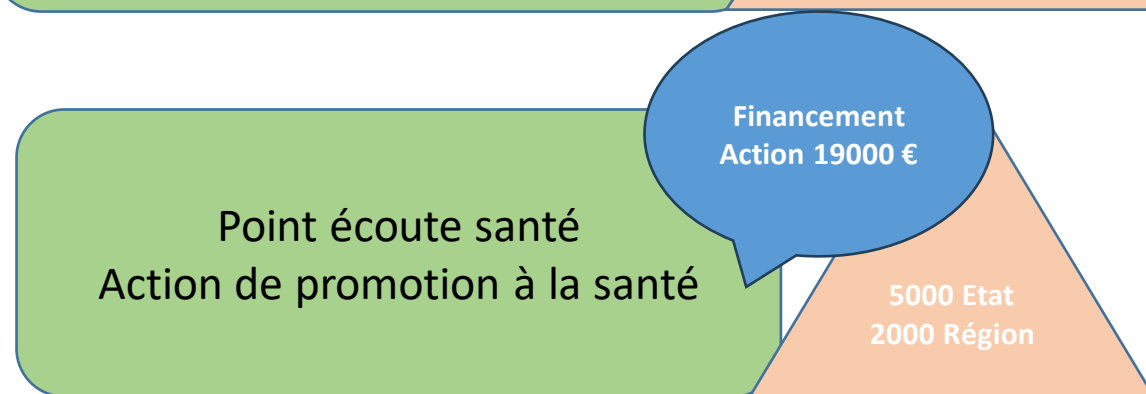 Financement
Action 19000 €
Point écoute santé
Action de promotion à la santé
5000 Etat
2000 Région